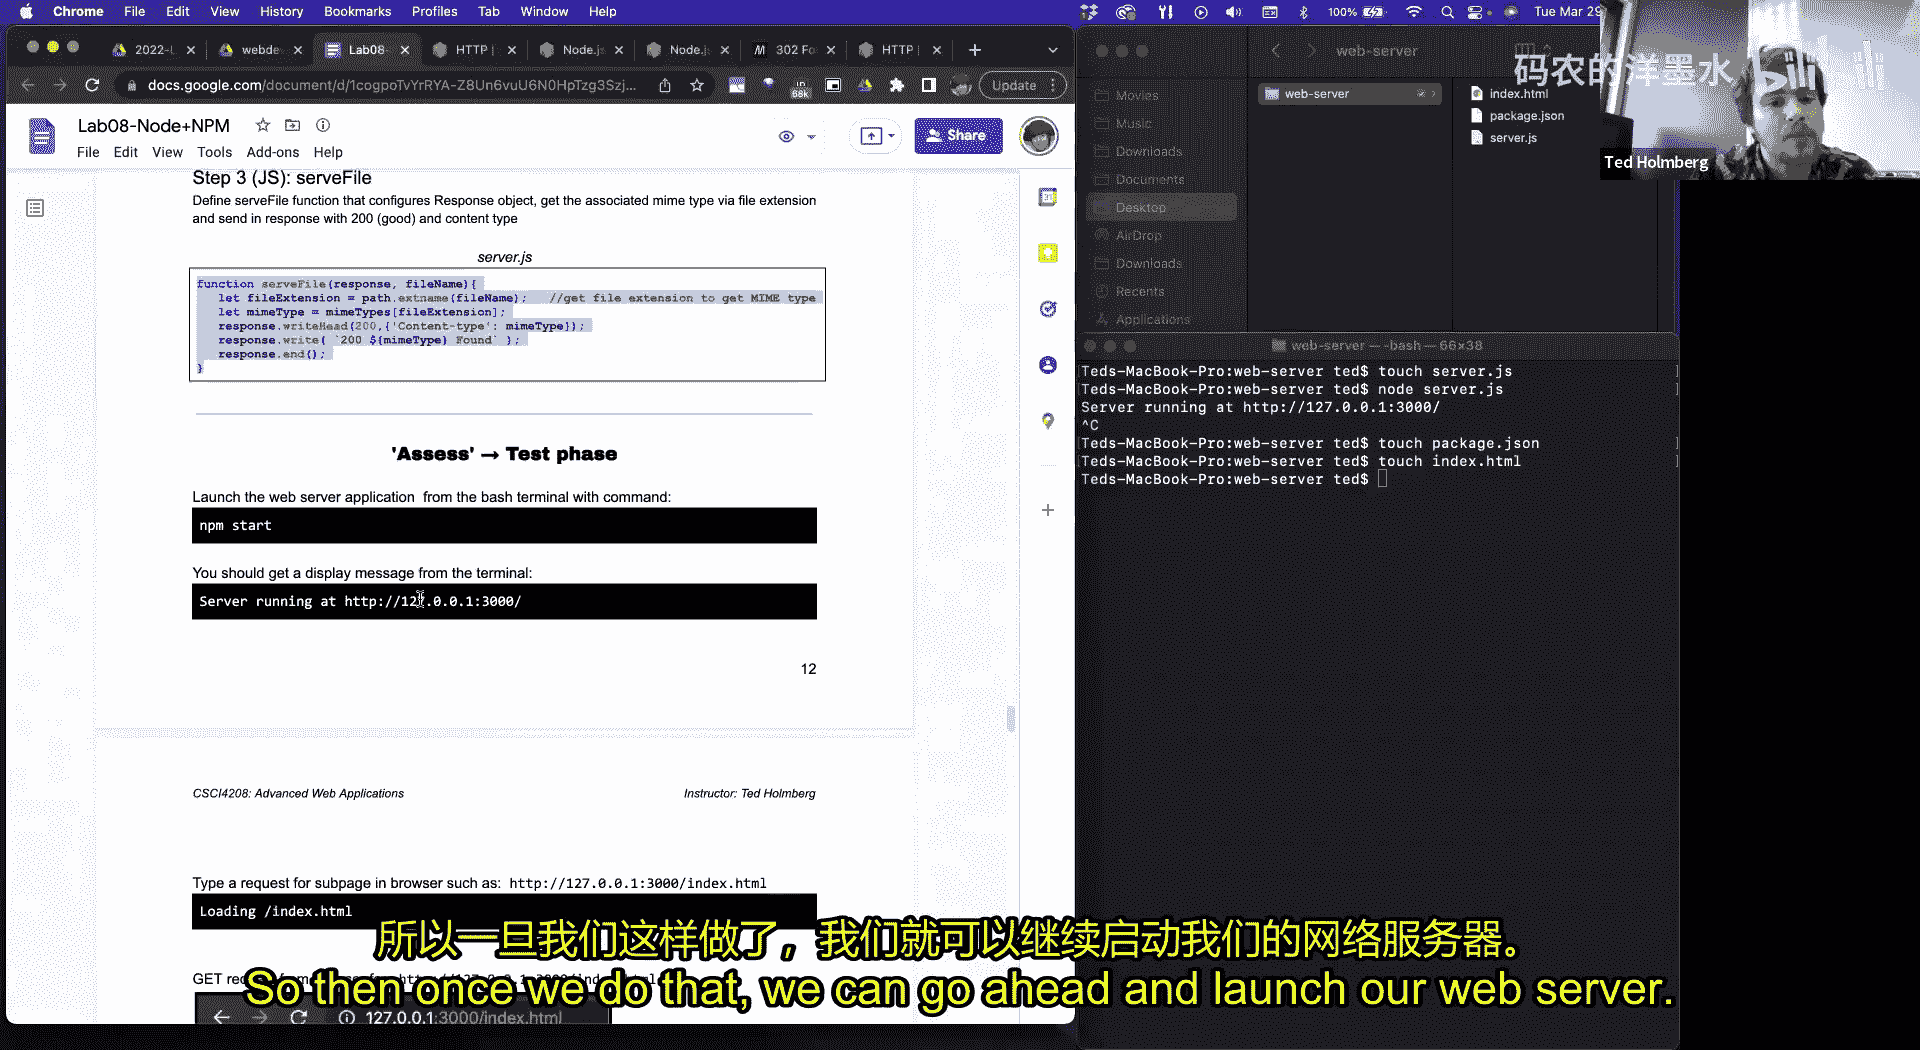 Chrome File Edit View History Bookmarks Profiles Tab Window Help
100% Tue Mar 29
2022-L webde Lab08- HTTP | Node.j Node.j 302 Fo HTTP |
docs.google.com/document/d/1cogpoTvYrRYA-Z8Un6vuU6N0HpTzg3Szj...
68k
Update
Lab08-Node+NPM
File Edit View Tools Add-ons Help
Share
Step 3 (JS): serveFile
Define serveFile function that configures Response object, get the associated mime type via file extension
and send in response with 200 (good) and content type
server.js
function serveFile(response, fileName){
let fileExtension = path.extname(fileName); //get file extension to get MIME type
let mimeType = mimeTypes[fileExtension];
response.writeHead(200,{'Content-type': mimeType});
response.write( `200 ${mimeType} Found` );
response.end();
}
'Assess' → Test phase
Launch the web server application from the bash terminal with command:
npm start
You should get a display message from the terminal:
Server running at http://127.0.0.1:3000/
12
CSCI4208: Advanced Web Applications
Instructor: Ted Holmberg
Type a request for subpage in browser such as: http://127.0.0.1:3000/index.html
Loading /index.html
127.0.0.1:3000/index.html
web-server
Movies
Music
Downloads
Documents
Desktop
AirDrop
Downloads
Recents
Applications
web-server
index.html
package.json
server.js
码农的洋墨水
bilibili
Ted Holmberg
web-server — -bash — 66×38
Teds-MacBook-Pro:web-server ted$ touch server.js
Teds-MacBook-Pro:web-server ted$ node server.js
Server running at http://127.0.0.1:3000/
^C
Teds-MacBook-Pro:web-server ted$ touch package.json
Teds-MacBook-Pro:web-server ted$ touch index.html
Teds-MacBook-Pro:web-server ted$
所以一旦我们这样做了，我们就可以继续启动我们的网络服务器。
So then once we do that, we can go ahead and launch our web server.